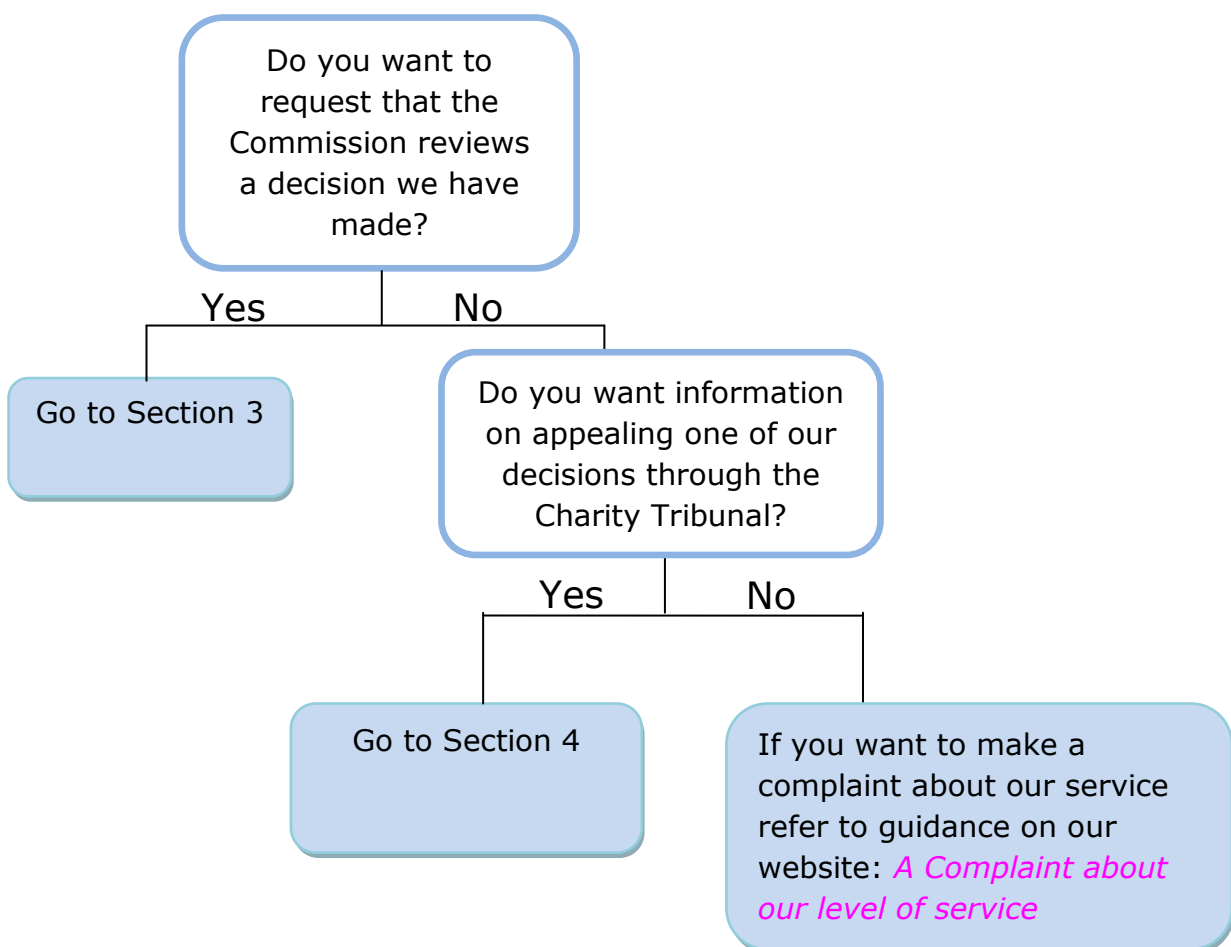 Do you want to
request that the
Commission reviews
a decision we have
made?
Yes
No
Go to Section 3
Do you want information
on appealing one of our
decisions through the
Charity Tribunal?
Yes
No
Go to Section 4
If you want to make a
complaint about our service
refer to guidance on our
website: A Complaint about
our level of service